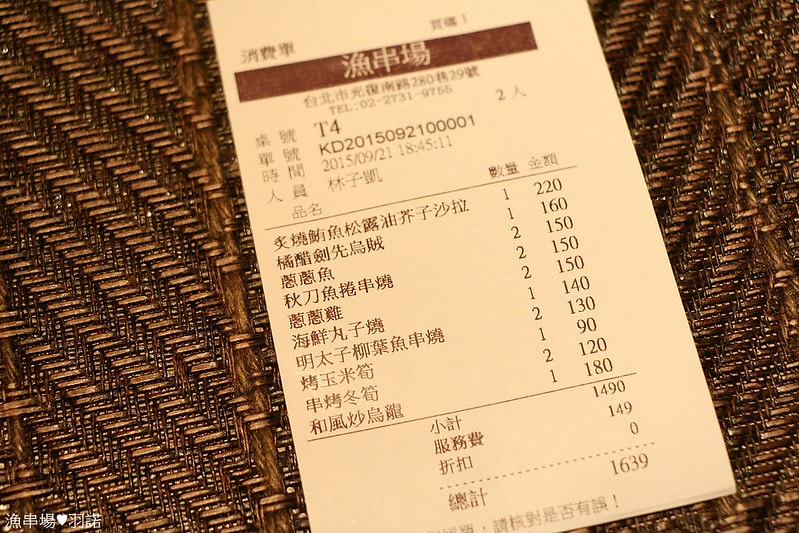 頁碼 1
消費單
漁串場
台北市光復南路280巷29號
TEL:02-2731-9755
桌號 T4 2 人
單號 KD2015092100001
時間 2015/09/21 18:45:11
人員 林子凱
品名 數量 金額
炙燒鮪魚松露油芥子沙拉 1 220
橘醋劍先烏賊 1 160
蔥蔥魚 2 150
秋刀魚捲串燒 2 150
蔥蔥雞 2 150
海鮮丸子燒 1 140
明太子柳葉魚串燒 2 130
烤玉米筍 1 90
串烤冬筍 2 120
和風炒烏龍 1 180
小計 1490
服務費 149
折扣 0
總計 1639
請核對是否有誤！
漁串場♥羽諾